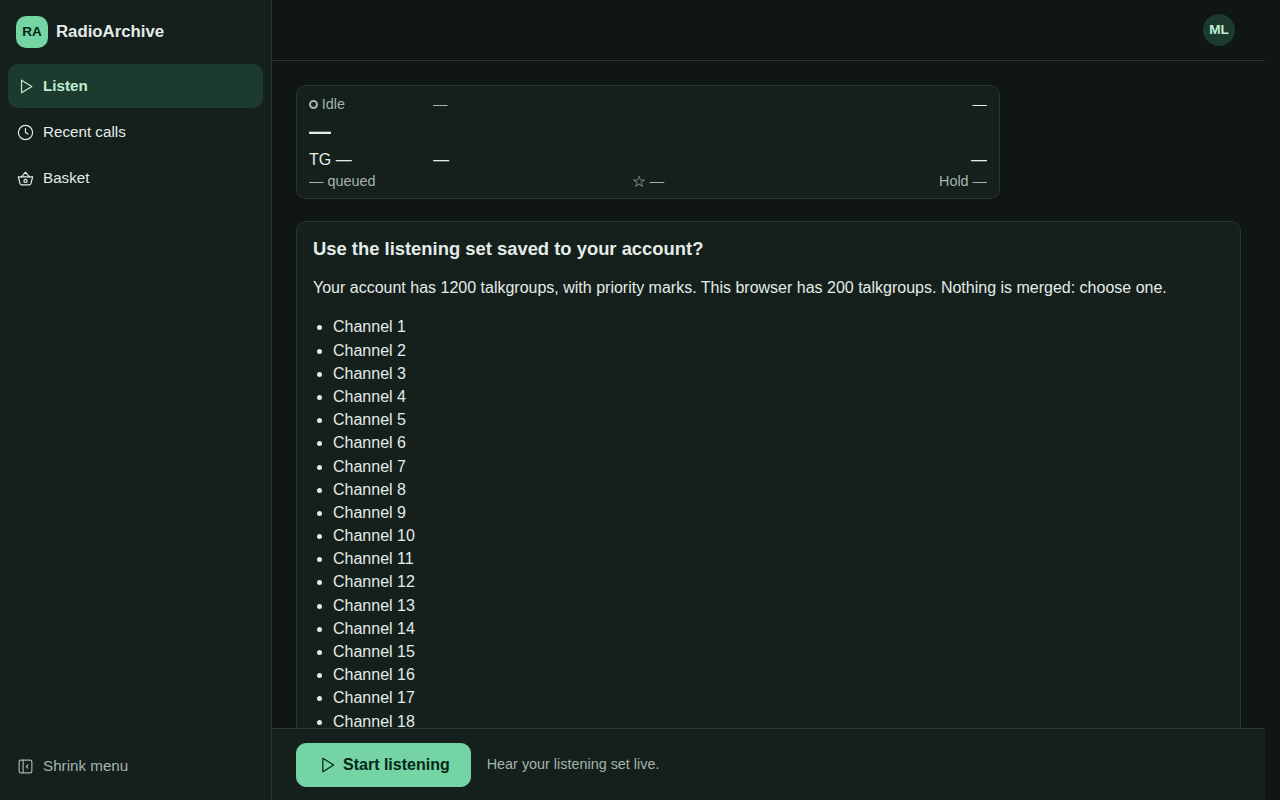 RA RadioArchive
ML
Listen
Recent calls
Basket
Idle — —
—
TG — — —
— queued ☆ — Hold —
Use the listening set saved to your account?
Your account has 1200 talkgroups, with priority marks. This browser has 200 talkgroups. Nothing is merged: choose one.
• Channel 1
• Channel 2
• Channel 3
• Channel 4
• Channel 5
• Channel 6
• Channel 7
• Channel 8
• Channel 9
• Channel 10
• Channel 11
• Channel 12
• Channel 13
• Channel 14
• Channel 15
• Channel 16
• Channel 17
• Channel 18
Shrink menu
Start listening
Hear your listening set live.